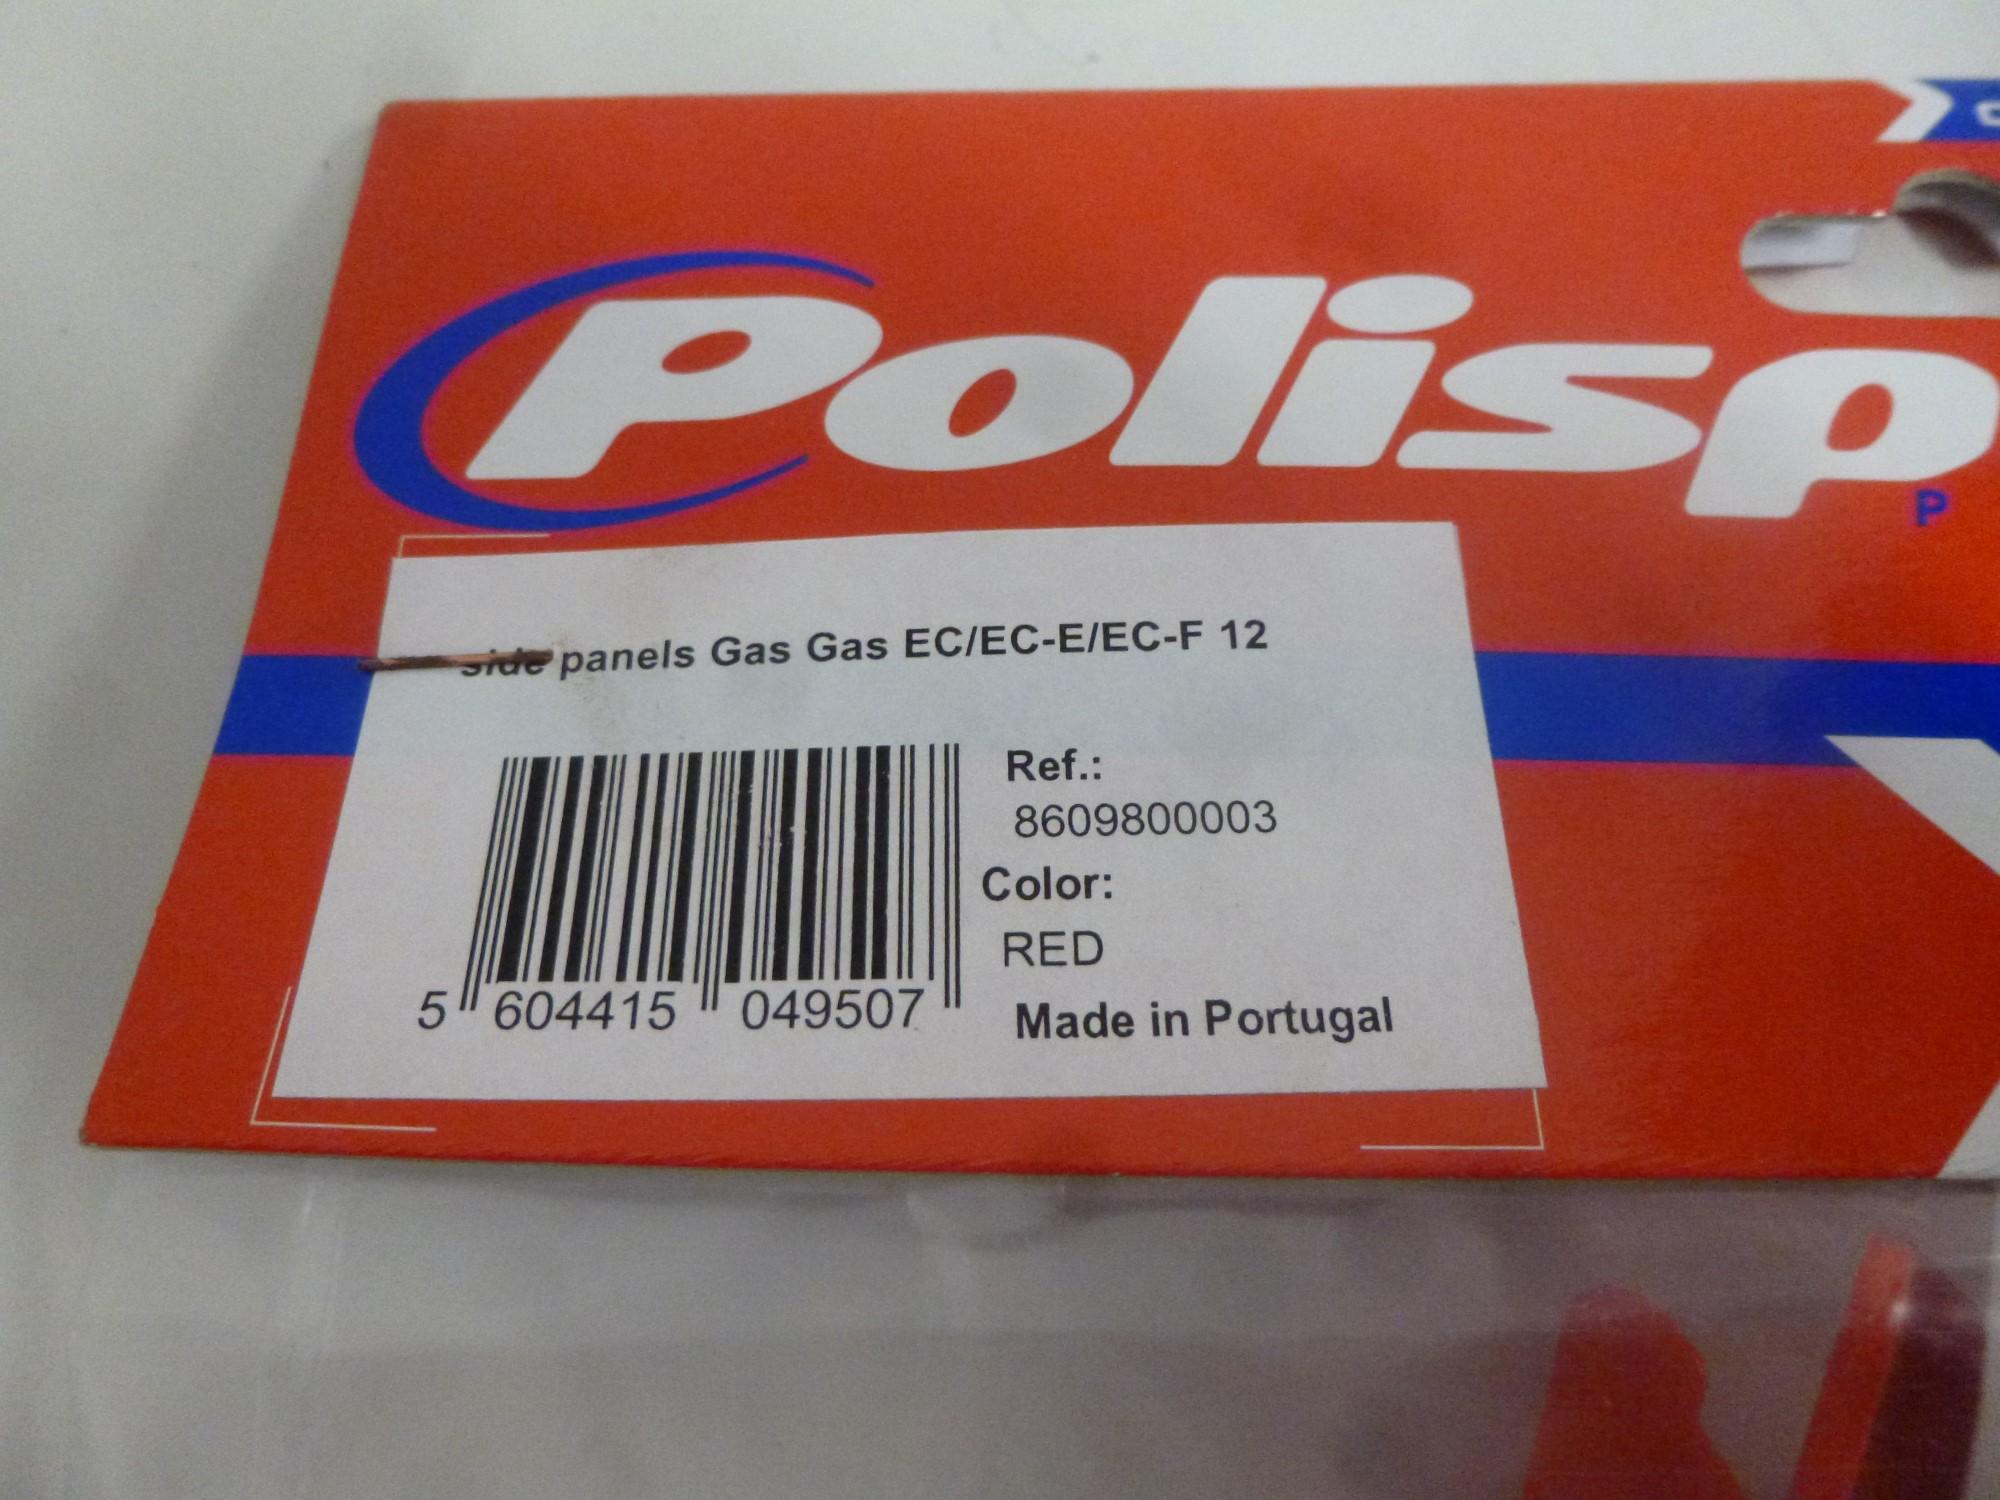 Polisp
P
side panels Gas Gas EC/EC-E/EC-F 12
Ref.:
8609800003
Color:
RED
Made in Portugal
5 604415 049507